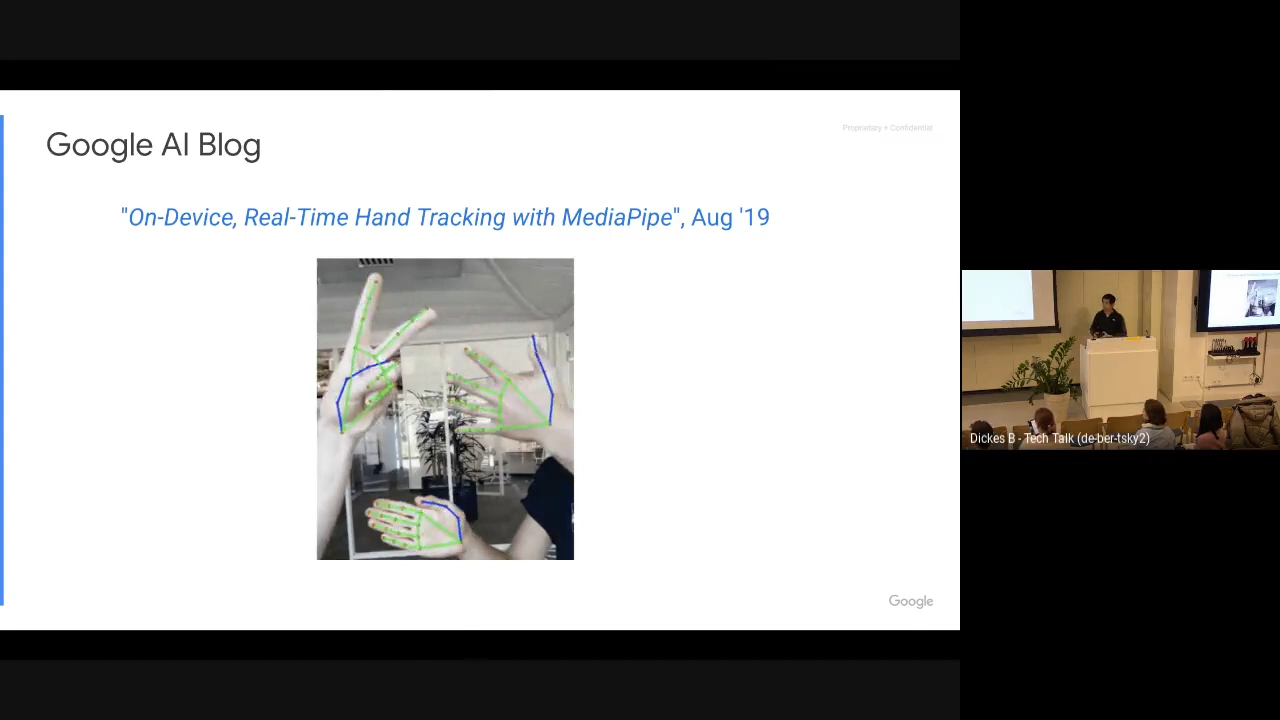 Google AI Blog
Proprietary + Confidential
"On-Device, Real-Time Hand Tracking with MediaPipe", Aug '19
Google
Dickes B - Tech Talk (de-ber-tsky2)